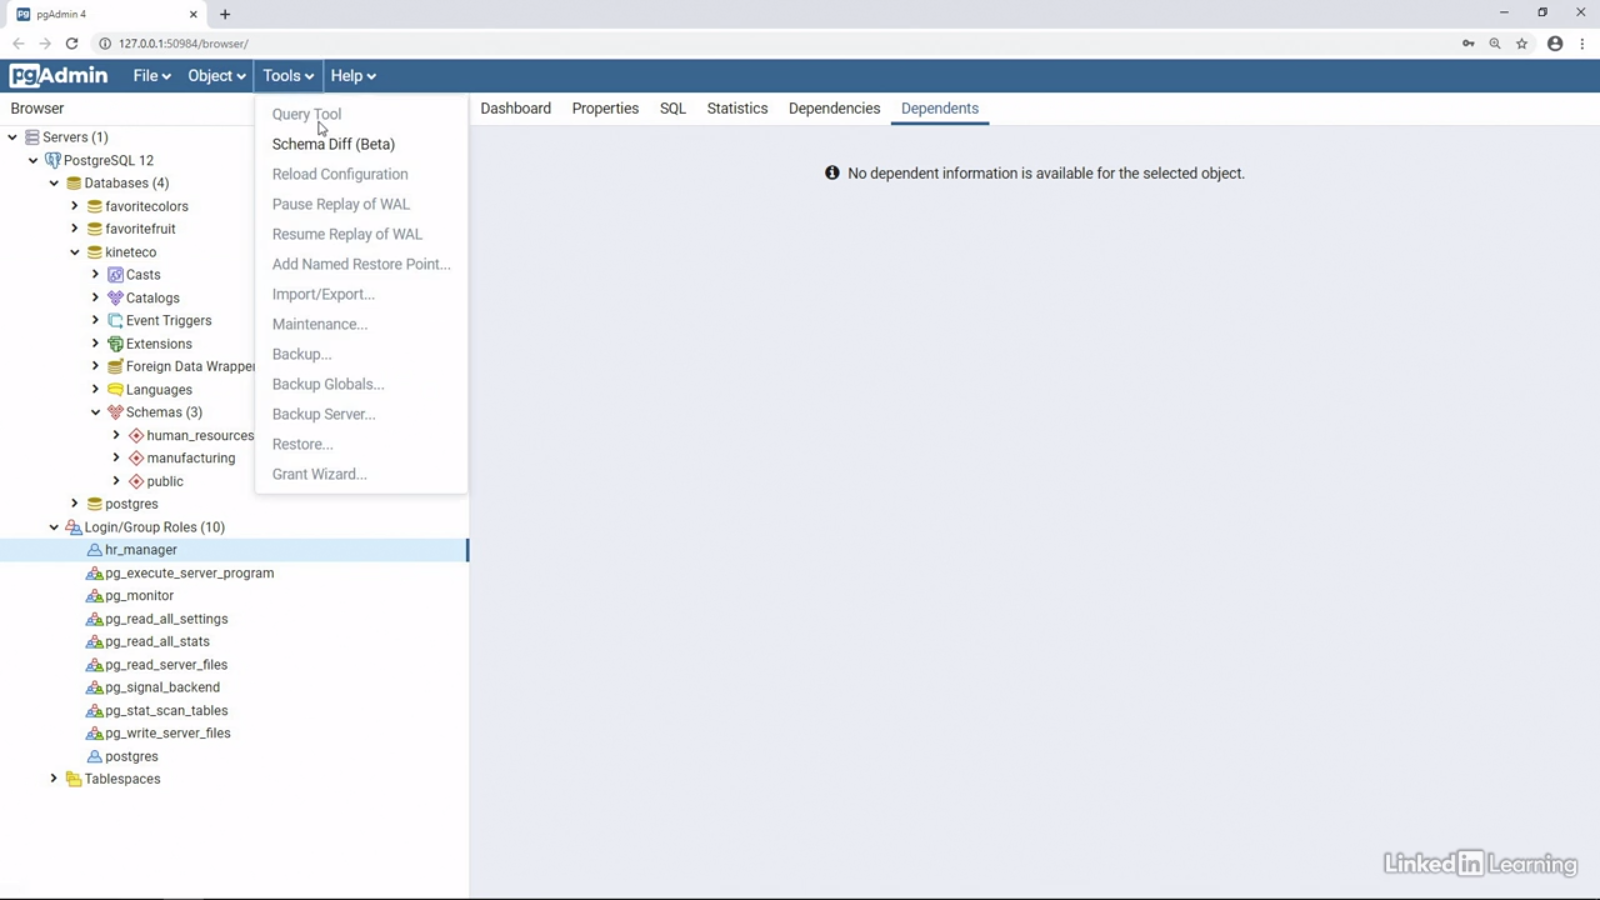 pgAdmin 4
127.0.0.1:50984/browser/
pgAdmin File Object Tools Help
Browser
Dashboard Properties SQL Statistics Dependencies Dependents
Servers (1)
PostgreSQL 12
Databases (4)
favoritecolors
favoritefruit
kineteco
Casts
Catalogs
Event Triggers
Extensions
Foreign Data Wrapper
Languages
Schemas (3)
human_resources
manufacturing
public
postgres
Login/Group Roles (10)
hr_manager
pg_execute_server_program
pg_monitor
pg_read_all_settings
pg_read_all_stats
pg_read_server_files
pg_signal_backend
pg_stat_scan_tables
pg_write_server_files
postgres
Tablespaces
Query Tool
Schema Diff (Beta)
Reload Configuration
Pause Replay of WAL
Resume Replay of WAL
Add Named Restore Point...
Import/Export...
Maintenance...
Backup...
Backup Globals...
Backup Server...
Restore...
Grant Wizard...
No dependent information is available for the selected object.
Linked in Learning